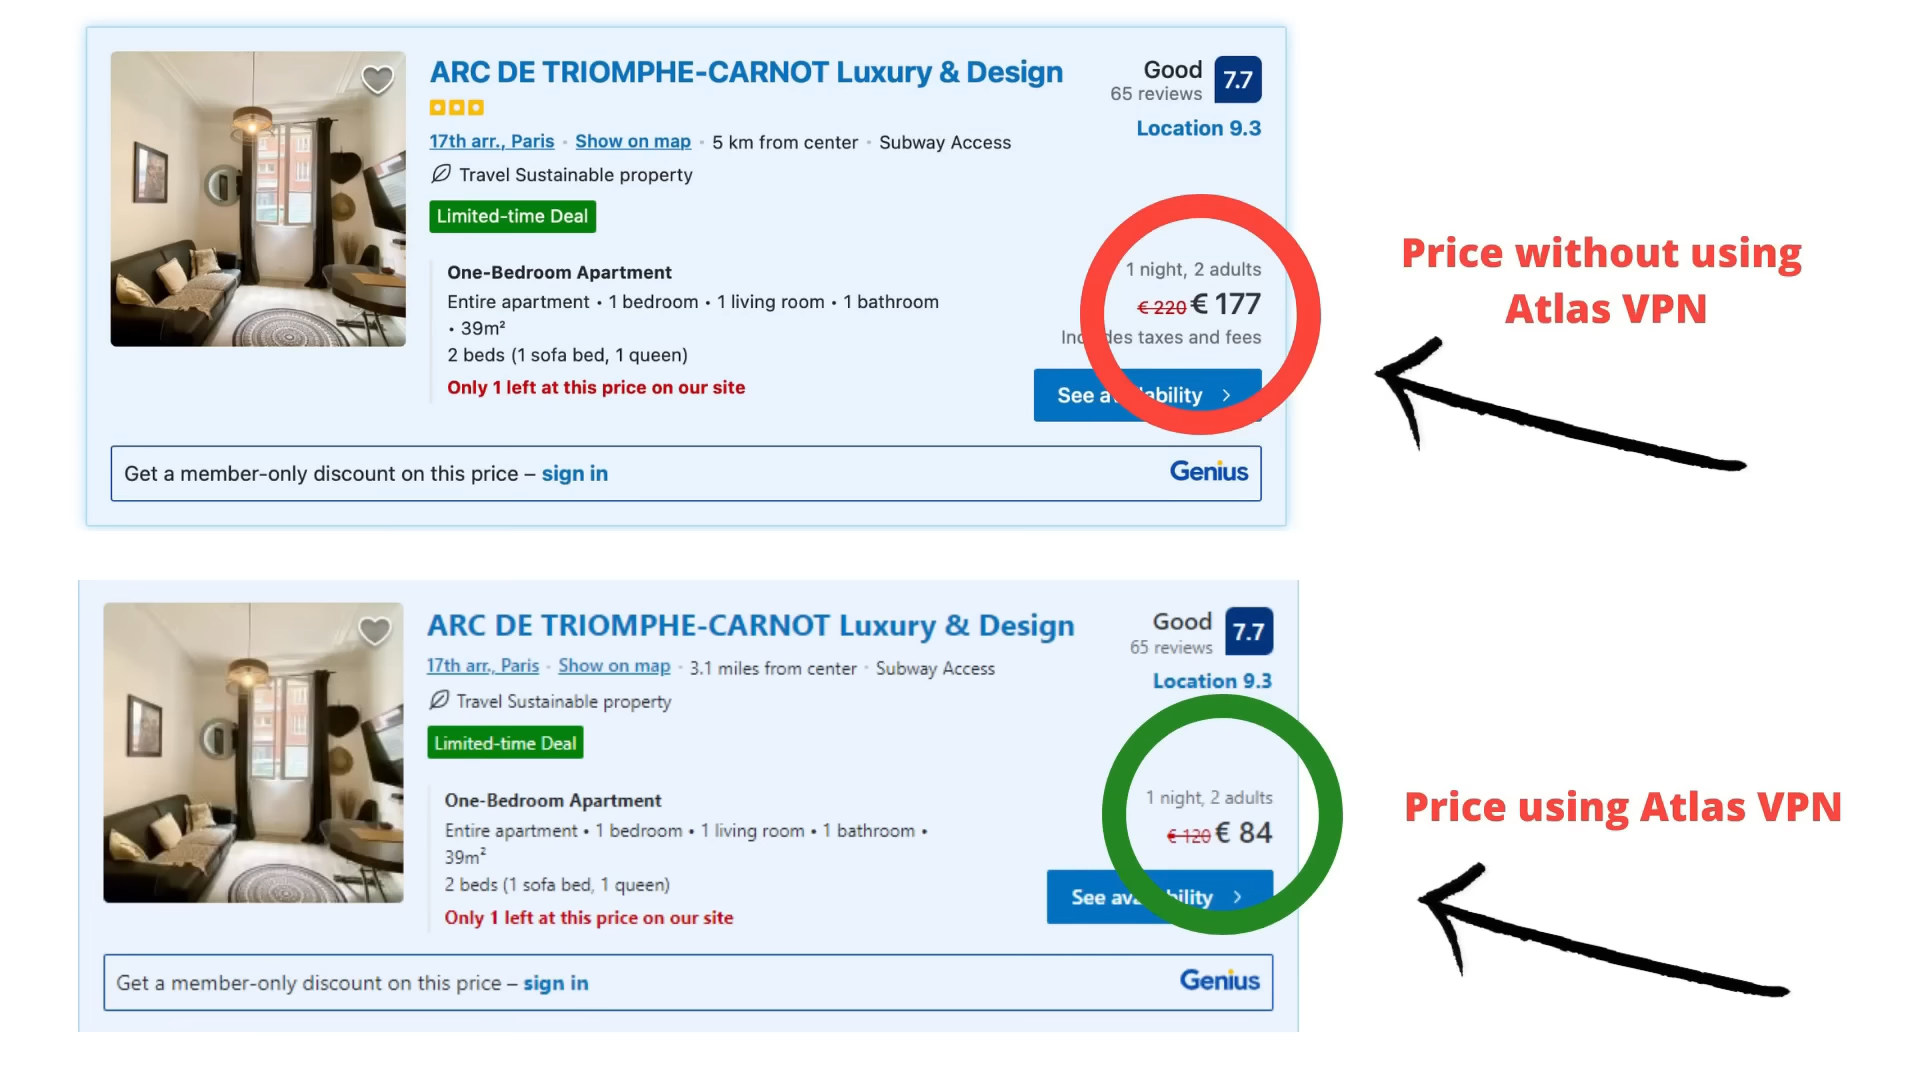 ARC DE TRIOMPHE-CARNOT Luxury & Design
Good
65 reviews
7.7
Location 9.3
17th arr., Paris · Show on map · 5 km from center · Subway Access
Travel Sustainable property
Limited-time Deal
One-Bedroom Apartment
Entire apartment • 1 bedroom • 1 living room • 1 bathroom
• 39m²
2 beds (1 sofa bed, 1 queen)
Only 1 left at this price on our site
1 night, 2 adults
€ 220 € 177
Includes taxes and fees
See availability
Get a member-only discount on this price – sign in
Genius
Price without using
Atlas VPN
ARC DE TRIOMPHE-CARNOT Luxury & Design
Good
65 reviews
7.7
Location 9.3
17th arr., Paris · Show on map · 3.1 miles from center · Subway Access
Travel Sustainable property
Limited-time Deal
One-Bedroom Apartment
Entire apartment • 1 bedroom • 1 living room • 1 bathroom •
39m²
2 beds (1 sofa bed, 1 queen)
Only 1 left at this price on our site
1 night, 2 adults
€ 120 € 84
See availability
Get a member-only discount on this price – sign in
Genius
Price using Atlas VPN